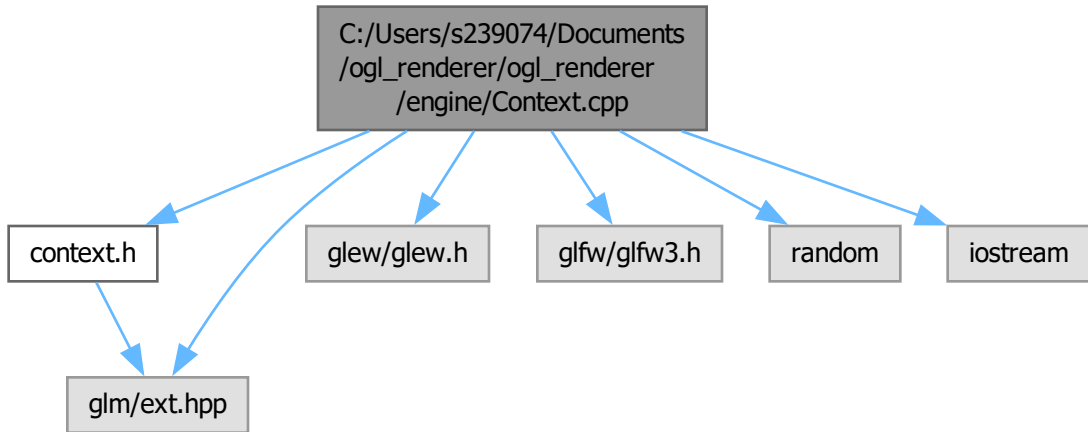 C:/Users/s239074/Documents
/ogl_renderer/ogl_renderer
/engine/Context.cpp
context.h
glew/glew.h
glfw/glfw3.h
random
iostream
glm/ext.hpp